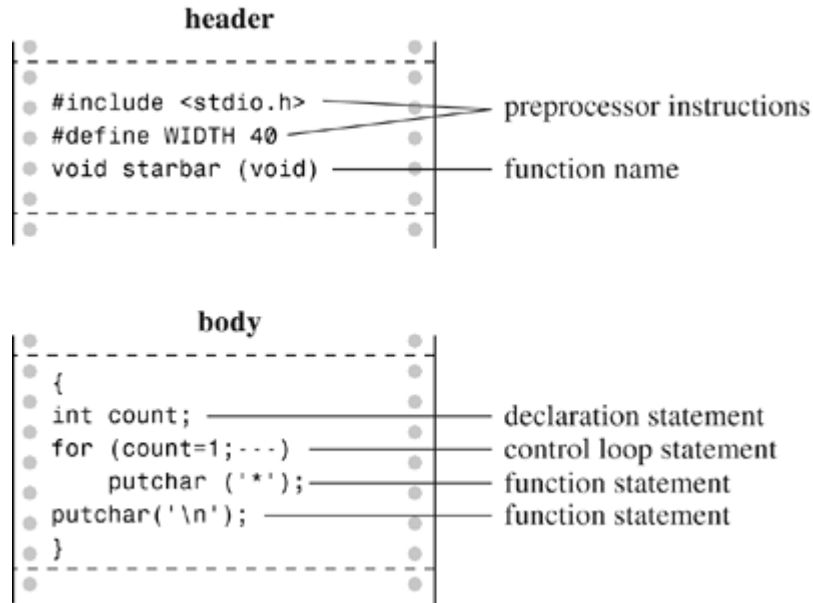 header
#include <stdio.h>
preprocessor instructions
#define WIDTH 40
void starbar (void)
function name
body
{
int count;
declaration statement
for (count=1;---)
control loop statement
putchar ('*');
function statement
putchar('\n');
function statement
}